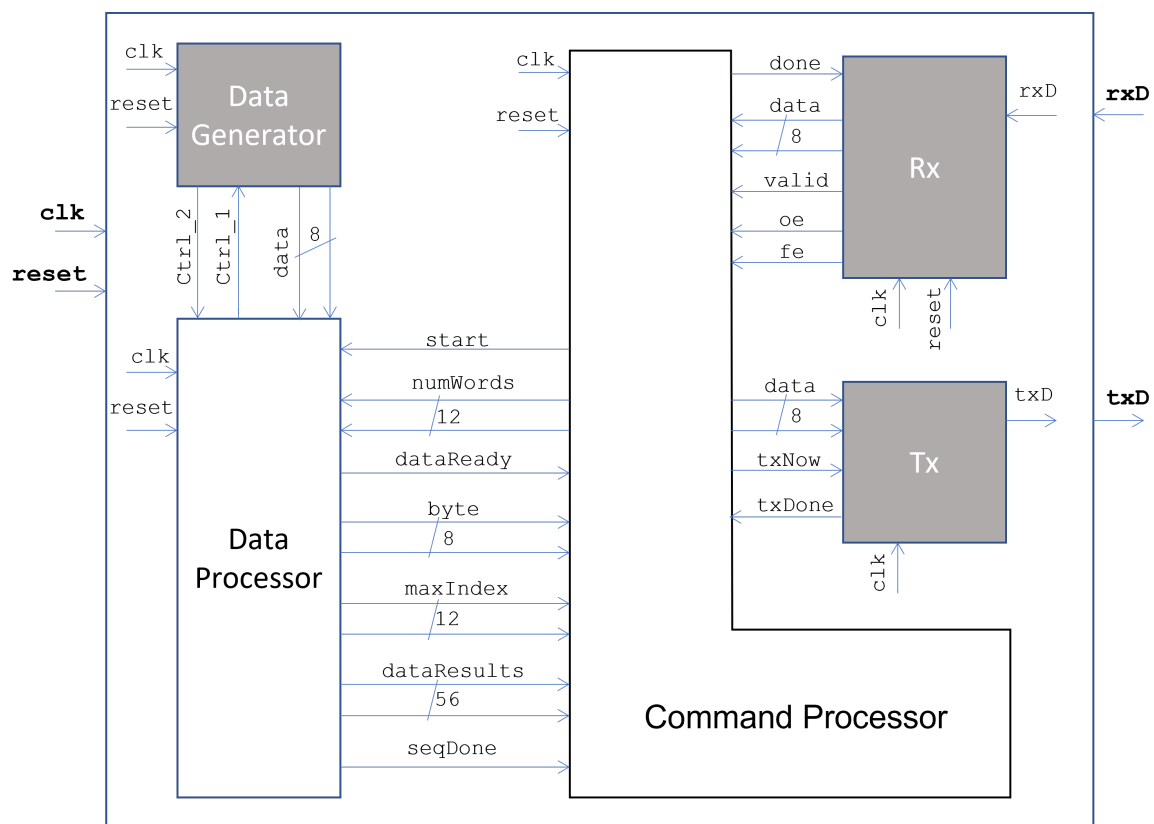 clk
reset
Data
Generator
Ctrl_2
Ctrl_1
data
8
clk
reset
clk
reset
Data
Processor
start
numWords
12
dataReady
byte
8
maxIndex
12
dataResults
56
seqDone
clk
reset
Command Processor
done
data
8
valid
oe
fe
Rx
rxD
rxD
clk
reset
data
8
txNow
txDone
Tx
txD
txD
clk